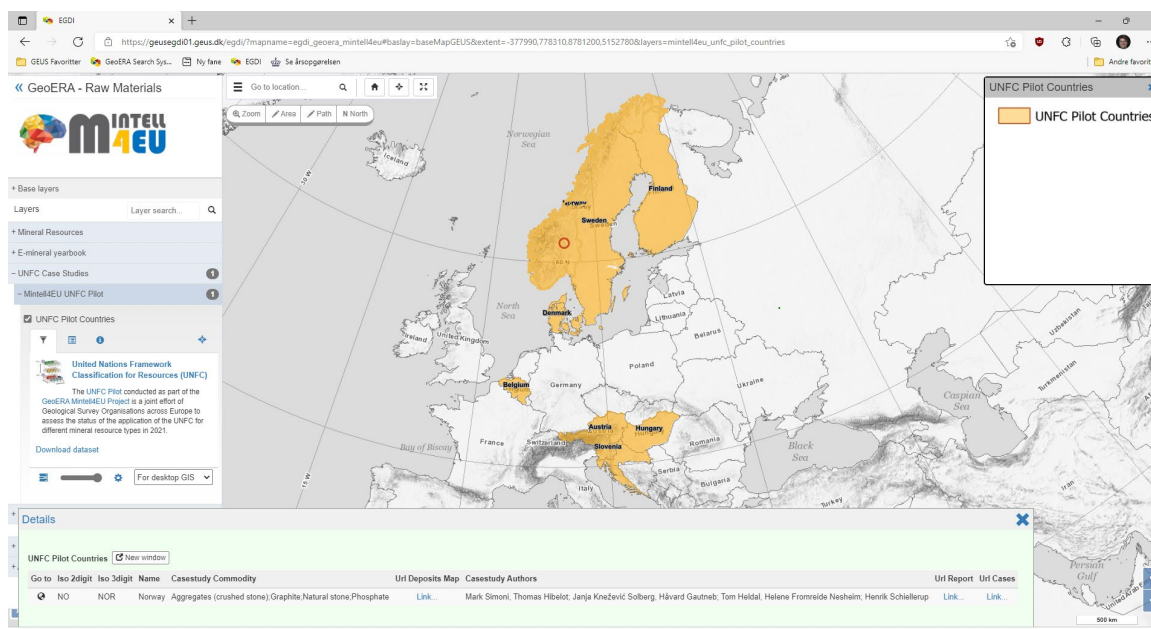 EGDI
https://geusegdi01.geus.dk/egdi/?mapname=egdi_geoera_mintell4eu#baslay=baseMapGEUS&extent=-377990,778310,8781200,5152780&layers=mintell4eu_unfc_pilot_countries
GEUS Favoritter
GeoERA Search Sys...
Ny fane
EGDI
Se årsopgørelsen
Andre favorit
« GeoERA - Raw Materials
MINTELL
4EU
+ Base layers
Layers
Layer search...
+ Mineral Resources
+ E-mineral yearbook
− UNFC Case Studies 1
− Mintell4EU UNFC Pilot 1
UNFC Pilot Countries
United Nations Framework
Classification for Resources (UNFC)
The UNFC Pilot conducted as part of the
GeoERA Mintell4EU Project is a joint effort of
Geological Survey Organisations across Europe to
assess the status of the application of the UNFC for
different mineral resource types in 2021.
Download dataset
For desktop GIS
Go to location...
Zoom
Area
Path
N North
UNFC Pilot Countries
UNFC Pilot Countries
Norwegian
Sea
Iceland
30 W
Finland
Norway
Sweden
Sweden
60 N
North
Sea
Denmark
Latvia
Lithuania
Belarus
Ireland
United Kingdom
Poland
Belgium
Germany
Ukraine
Uzbekistan
Turkmenistan
Caspian
Sea
Austria
Hungary
Bay of Biscay
France
Switzerland
Slovenia
Romania
Black
Sea
15 W
Serbia
Italy
Bulgaria
Turkey
Iran
Persian
Gulf
United Arab
500 km
Details
UNFC Pilot Countries New window
Go to Iso 2digit Iso 3digit Name Casestudy Commodity Url Deposits Map Casestudy Authors Url Report Url Cases
NO NOR Norway Aggregates (crushed stone);Graphite;Natural stone;Phosphate Link... Mark Simoni, Thomas Hibelot; Janja Knežević Solberg, Håvard Gautneb; Tom Heldal, Helene Fromreide Nesheim; Henrik Schiellerup Link... Link...